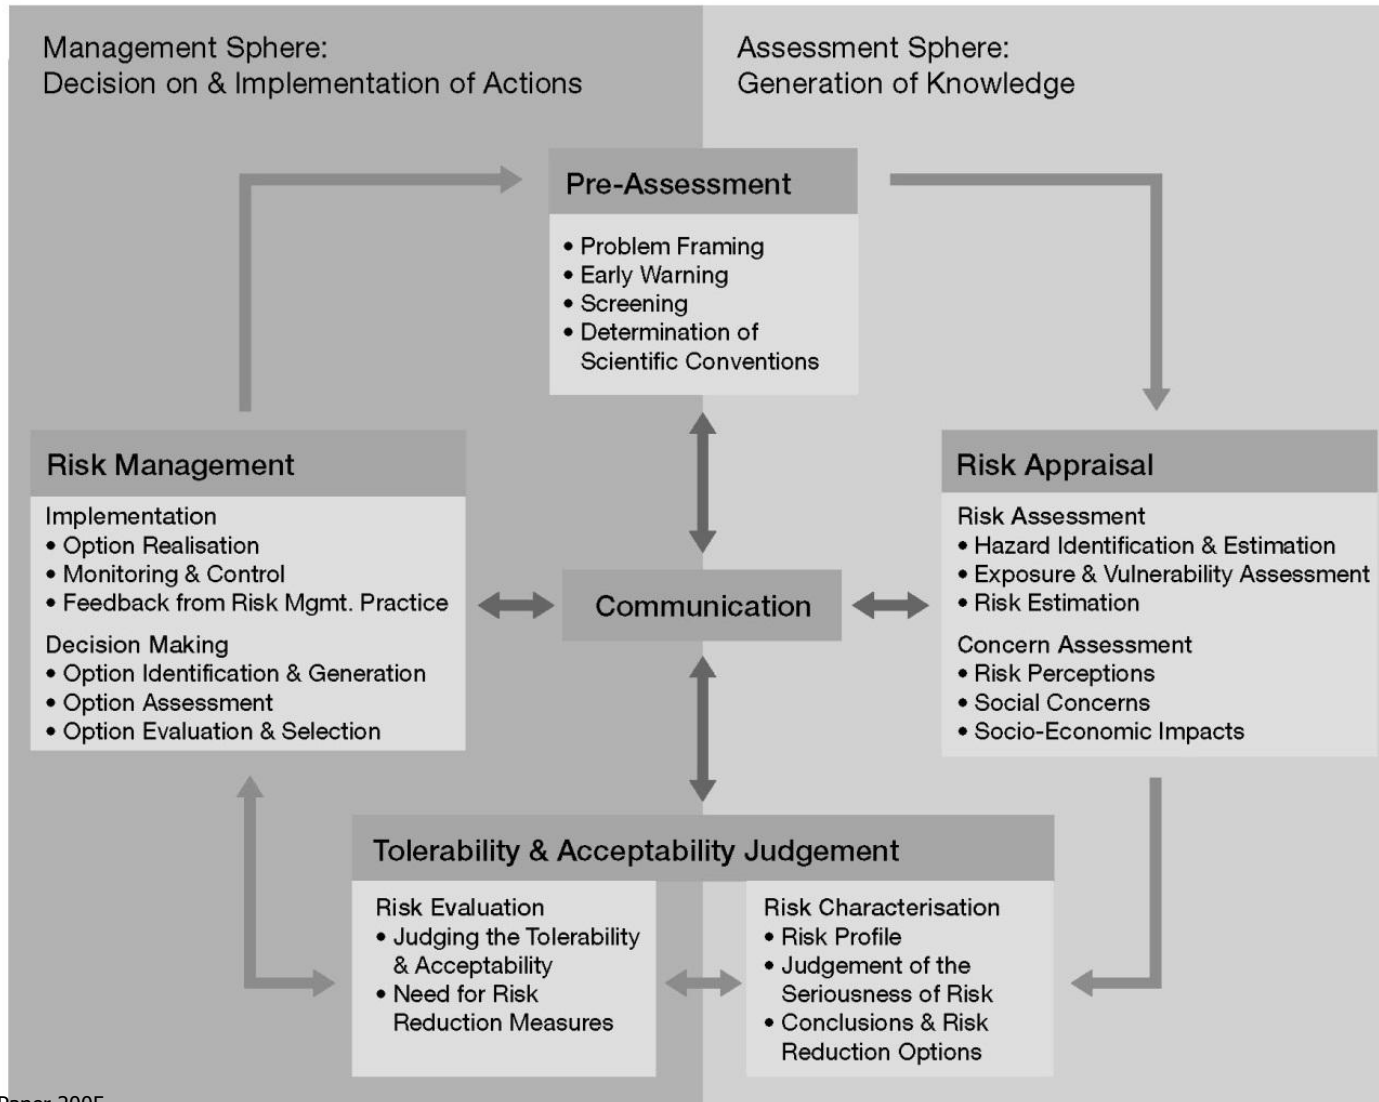 Management Sphere:
Decision on & Implementation of Actions
Assessment Sphere:
Generation of Knowledge
Pre-Assessment
• Problem Framing
• Early Warning
• Screening
• Determination of
Scientific Conventions
Risk Management
Implementation
• Option Realisation
• Monitoring & Control
• Feedback from Risk Mgmt. Practice
Decision Making
• Option Identification & Generation
• Option Assessment
• Option Evaluation & Selection
Communication
Risk Appraisal
Risk Assessment
• Hazard Identification & Estimation
• Exposure & Vulnerability Assessment
• Risk Estimation
Concern Assessment
• Risk Perceptions
• Social Concerns
• Socio-Economic Impacts
Tolerability & Acceptability Judgement
Risk Evaluation
• Judging the Tolerability
& Acceptability
• Need for Risk
Reduction Measures
Risk Characterisation
• Risk Profile
• Judgement of the
Seriousness of Risk
• Conclusions & Risk
Reduction Options